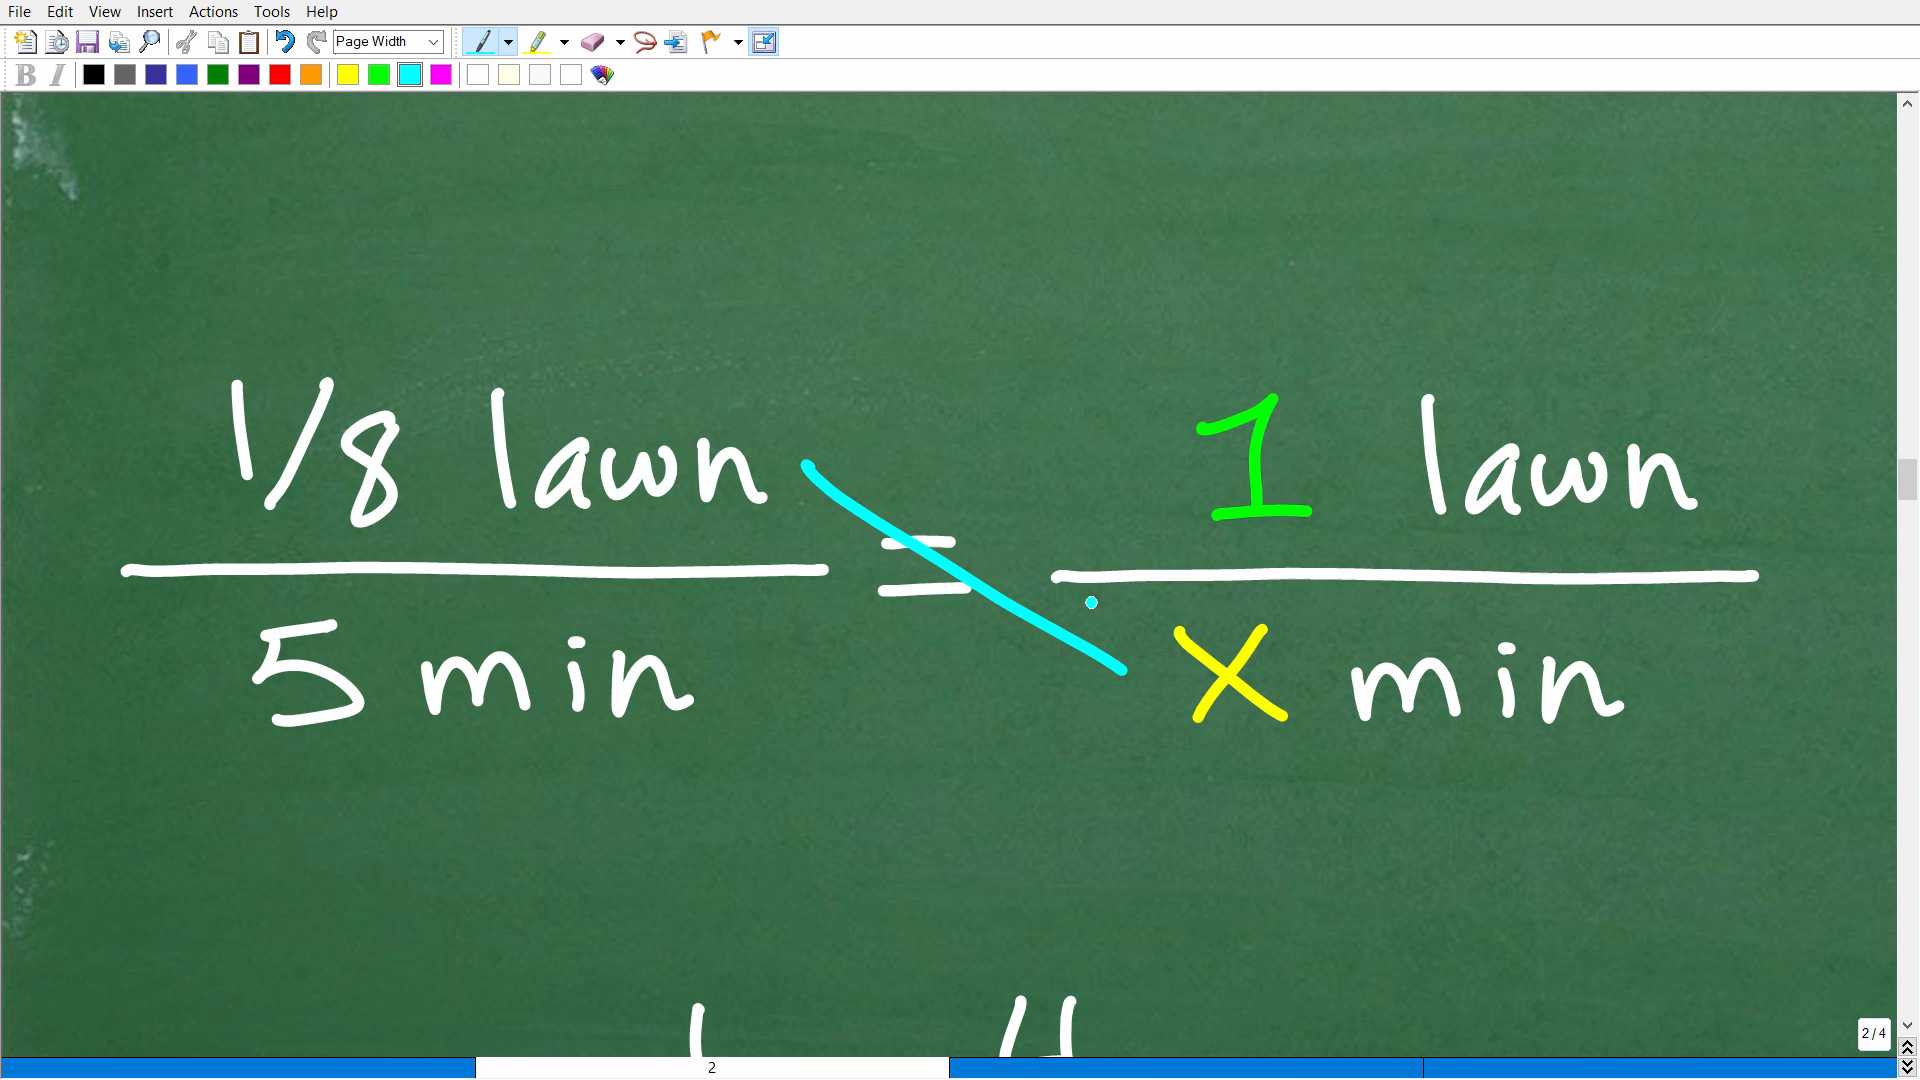 File Edit View Insert Actions Tools Help
Page Width
B I
1/8 lawn = 1 lawn
5 min x min
2 / 4
2